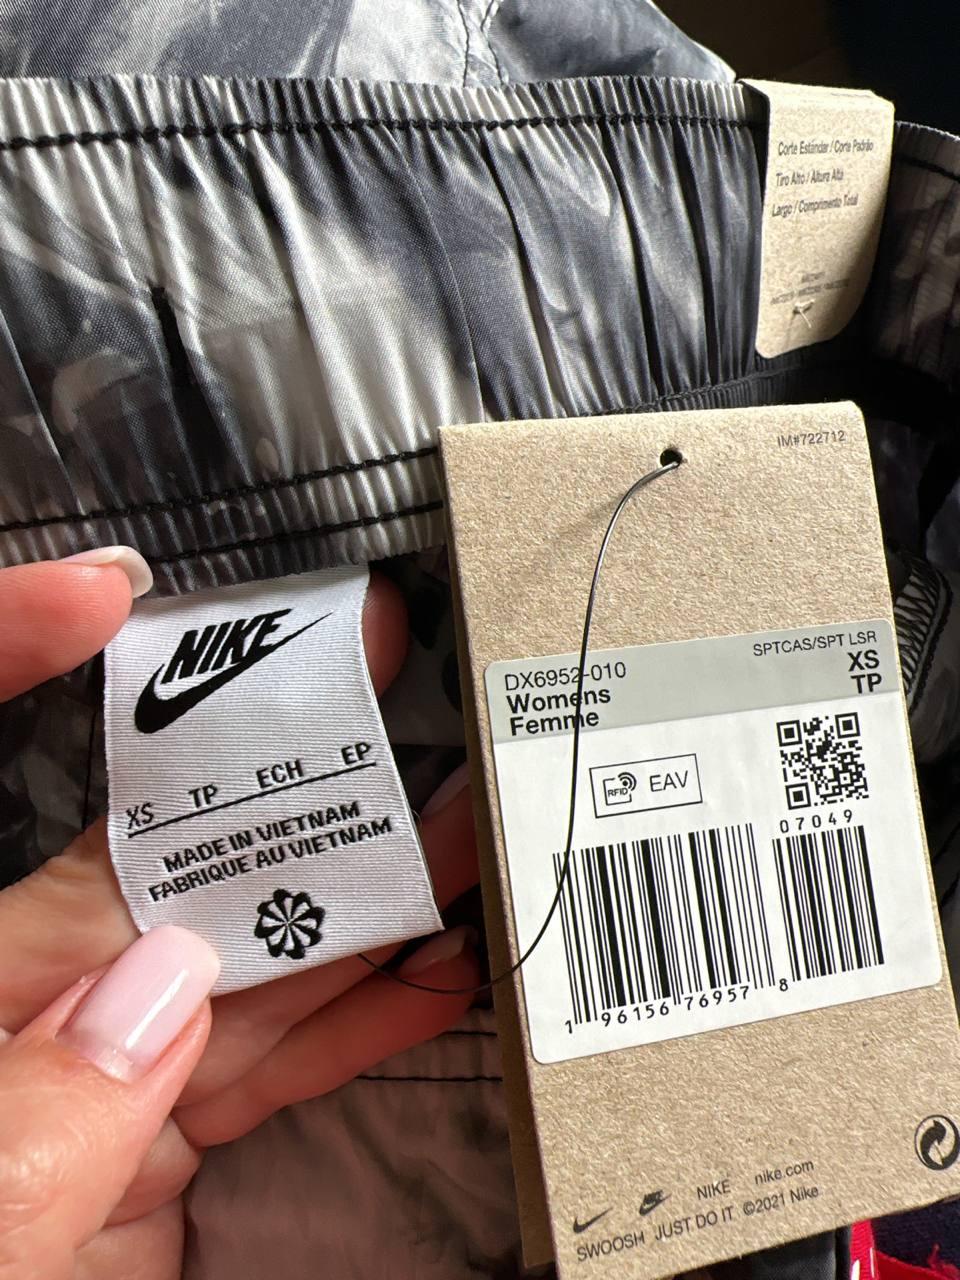 Corte Estándar / Corte Padrão
Tiro Alto / Altura Alta
Largo / Comprimento Total
IM#722712
SPTCAS/SPT LSR
DX6952-010
XS
Womens
TP
Femme
RFID
EAV
07049
1 96156 76957 8
NIKE
XS TP ECH EP
MADE IN VIETNAM
FABRIQUE AU VIETNAM
NIKE nike.com
SWOOSH JUST DO IT ©2021 Nike